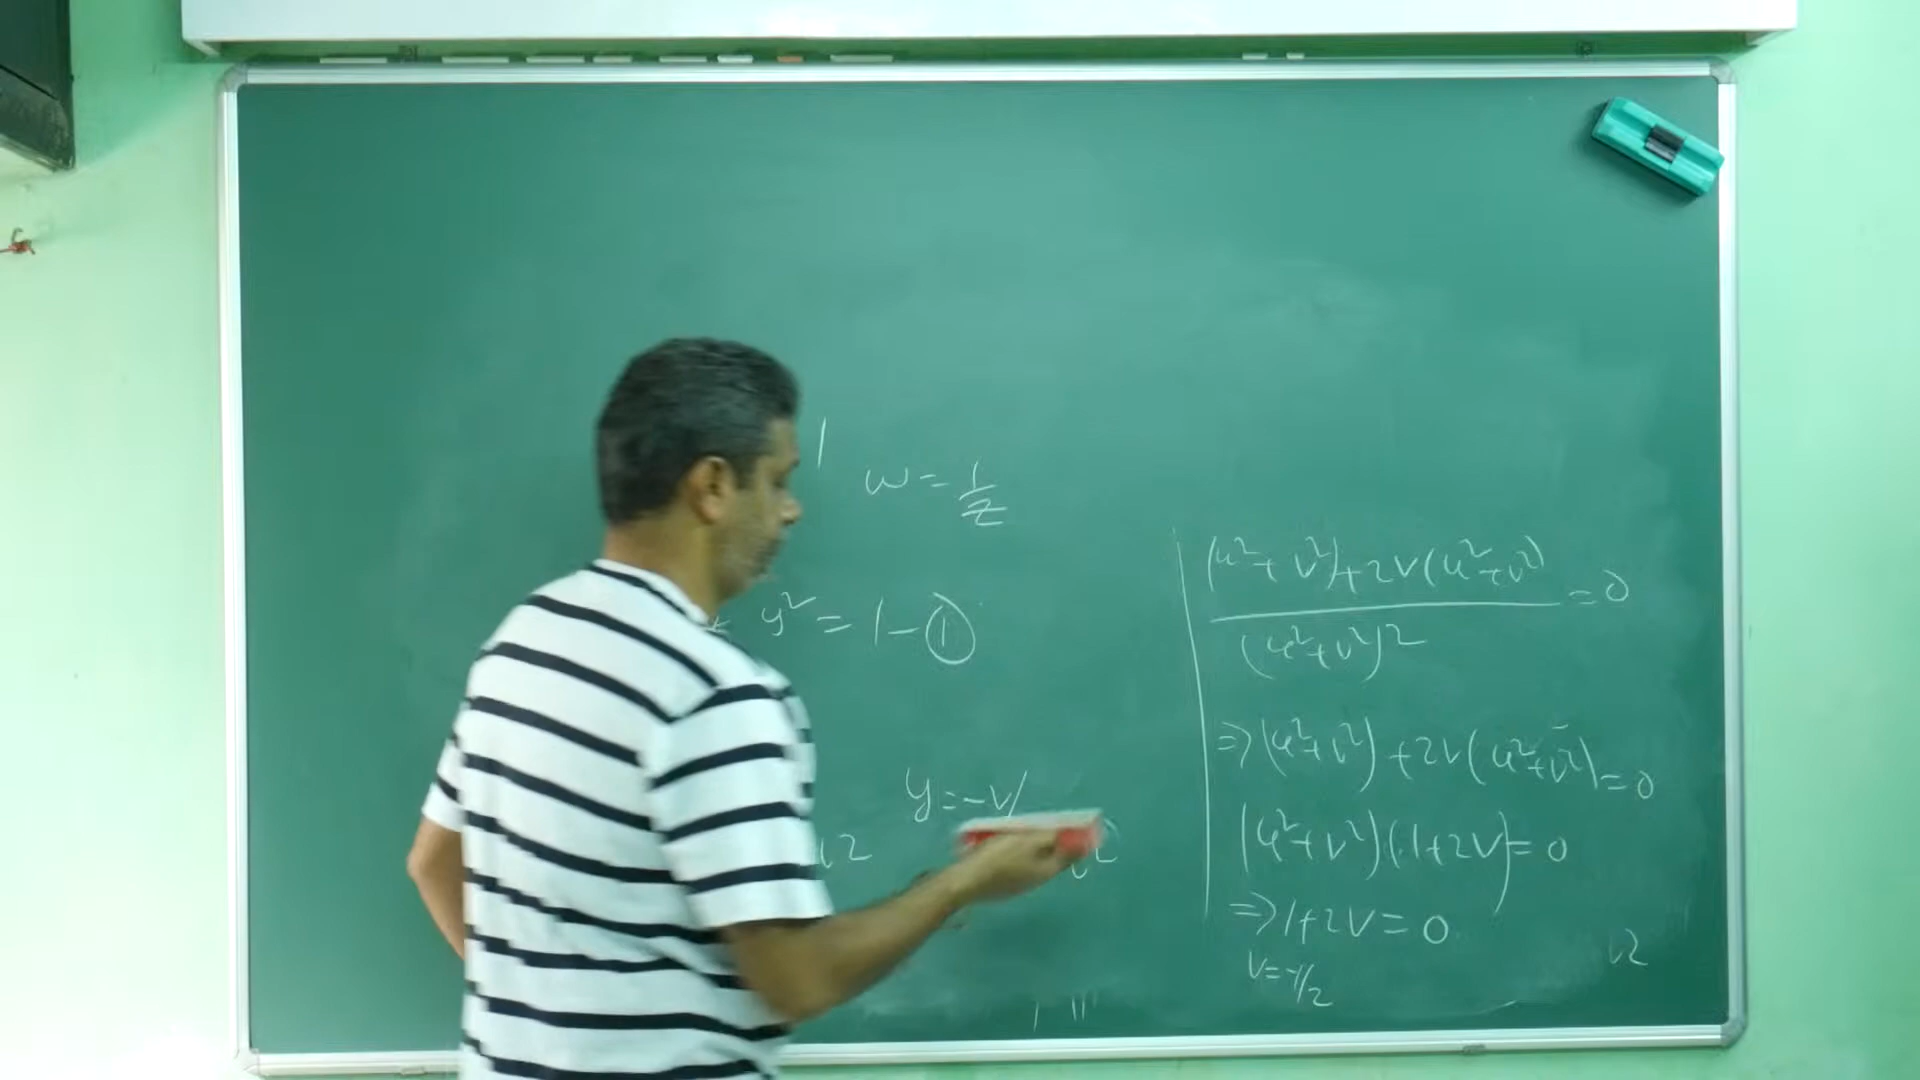 w = 1/z
y² = 1 - ①
y = -v/
(u² + v²) + 2v(u² + v²)
= 0
(u² + v²)²
⇒ (u² + v²) + 2v(u² + v²) = 0
(u² + v²)(1 + 2v) = 0
⇒ 1 + 2v = 0
v = -1/2